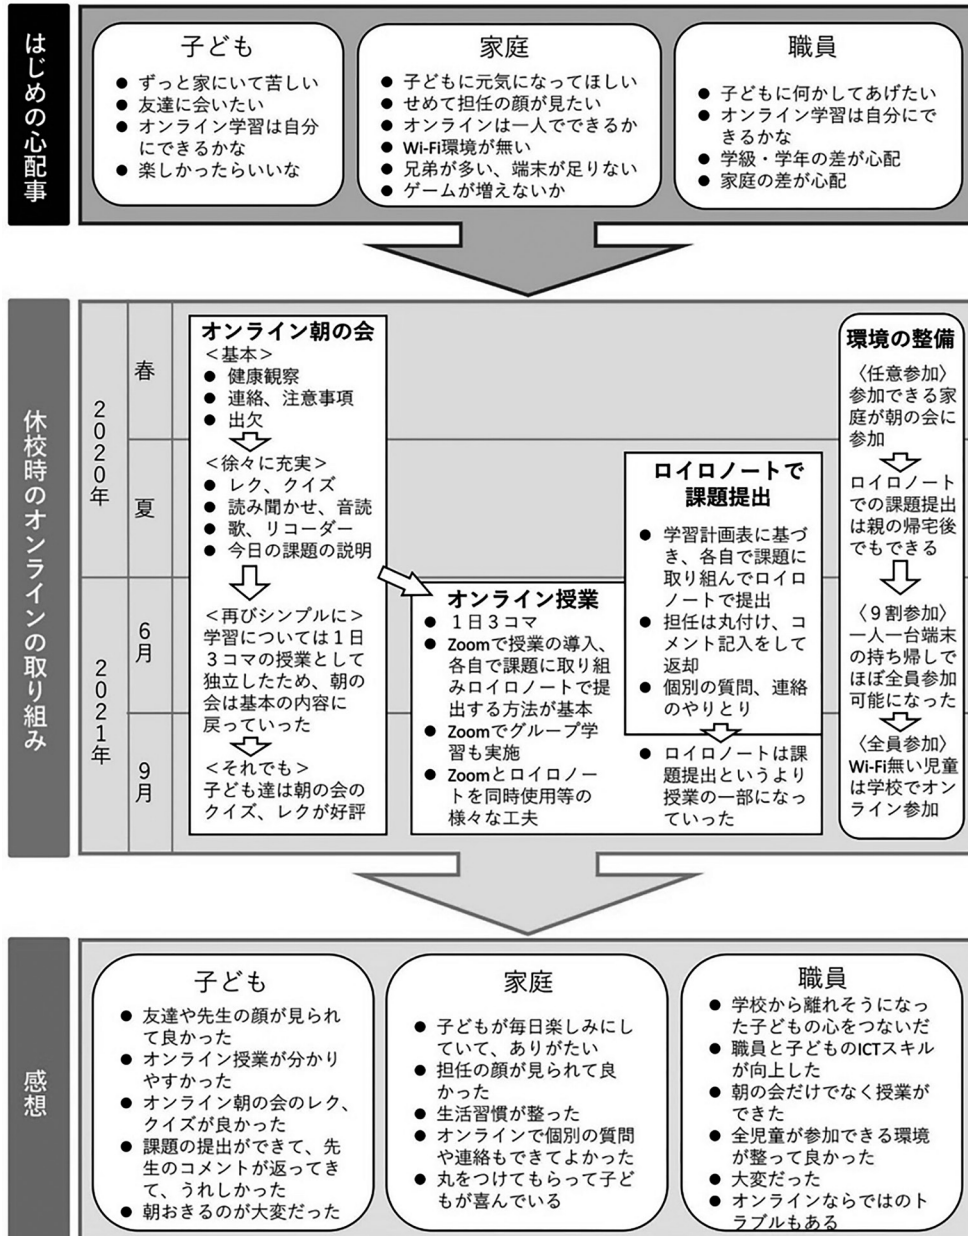 はじめの心配事
子ども
● ずっと家にいて苦しい
● 友達に会いたい
● オンライン学習は自分
にできるかな
● 楽しかったらいいな
家庭
● 子どもに元気になってほしい
● せめて担任の顔が見たい
● オンラインは一人でできるか
● Wi-Fi環境が無い
● 兄弟が多い、端末が足りない
● ゲームが増えないか
職員
● 子どもに何かしてあげたい
● オンライン学習は自分にで
きるかな
● 学級・学年の差が心配
● 家庭の差が心配
休校時のオンラインの取り組み
2020年
春
夏
2021年
6月
9月
オンライン朝の会
＜基本＞
● 健康観察
● 連絡、注意事項
● 出欠
＜徐々に充実＞
● レク、クイズ
● 読み聞かせ、音読
● 歌、リコーダー
● 今日の課題の説明
＜再びシンプルに＞
学習については１日
３コマの授業として
独立したため、朝の
会は基本の内容に
戻っていった
＜それでも＞
子ども達は朝の会の
クイズ、レクが好評
オンライン授業
● １日３コマ
● Zoomで授業の導入、
各自で課題に取り組
みロイロノートで提
出する方法が基本
● Zoomでグループ学
習も実施
● Zoomとロイロノー
トを同時使用等の
様々な工夫
ロイロノートで
課題提出
● 学習計画表に基づ
き、各自で課題に
取り組んでロイロ
ノートで提出
● 担任は丸付け、コ
メント記入をして
返却
● 個別の質問、連絡
のやりとり
● ロイロノートは課
題提出というより
授業の一部になっ
ていった
環境の整備
〈任意参加〉
参加できる家
庭が朝の会に
参加
ロイロノート
での課題提出
は親の帰宅後
でもできる
〈９割参加〉
一人一台端末
の持ち帰しで
ほぼ全員参加
可能になった
〈全員参加〉
Wi-Fi無い児童
は学校でオン
ライン参加
感想
子ども
● 友達や先生の顔が見られ
て良かった
● オンライン授業が分かり
やすかった
● オンライン朝の会のレク、
クイズが良かった
● 課題の提出ができて、先
生のコメントが返ってき
て、うれしかった
● 朝おきるのが大変だった
家庭
● 子どもが毎日楽しみにし
ていて、ありがたい
● 担任の顔が見られて良
かった
● 生活習慣が整った
● オンラインで個別の質問
や連絡もできてよかった
● 丸をつけてもらって子ど
もが喜んでいる
職員
● 学校から離れそうになっ
た子どもの心をつないだ
● 職員と子どものICTスキル
が向上した
● 朝の会だけでなく授業が
できた
● 全児童が参加できる環境
が整って良かった
● 大変だった
● オンラインならではのト
ラブルもある